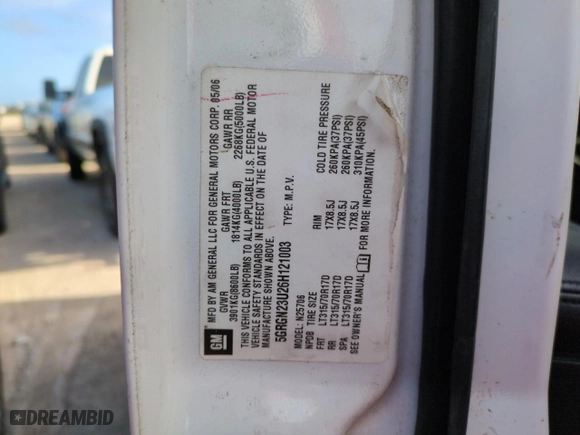 MFD BY AM GENERAL LLC FOR GENERAL MOTORS CORP. 05/06
GVWR GAWR FRT GAWR RR
3901KG(8600LB) 1814KG(4000LB) 2268KG(5000LB)
THIS VEHICLE CONFORMS TO ALL APPLICABLE U.S. FEDERAL MOTOR
VEHICLE SAFETY STANDARDS IN EFFECT ON THE DATE OF
MANUFACTURE SHOWN ABOVE.
5GRGN23U26H121003 TYPE: M.P.V.
MODEL: N25706
NPDB TIRE SIZE RIM COLD TIRE PRESSURE
FRT LT315/70R17D 17X8.5J 260KPA(37PSI)
RR LT315/70R17D 17X8.5J 260KPA(37PSI)
SPA LT315/70R17D 17X8.5J 310KPA(45PSI)
SEE OWNER'S MANUAL FOR MORE INFORMATION.
GM
DREAMBID